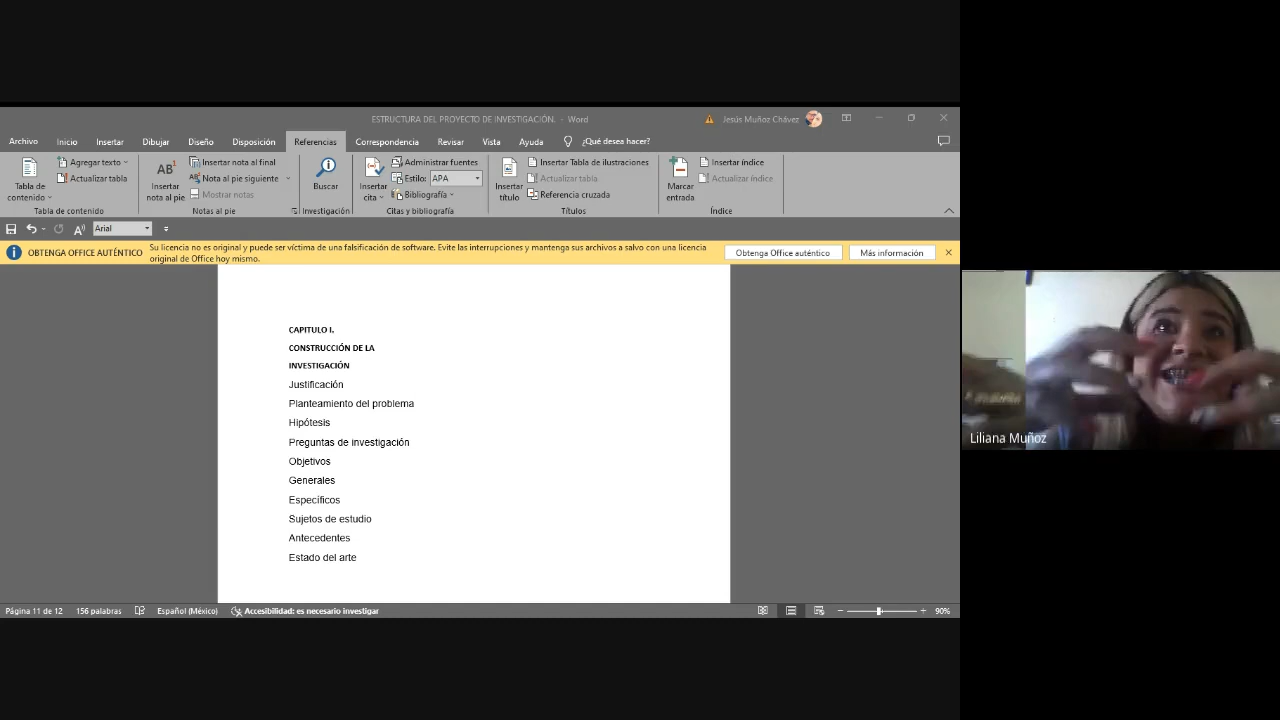 ESTRUCTURA DEL PROYECTO DE INVESTIGACIÓN. - Word
Jesús Muñoz Chávez
Archivo Inicio Insertar Dibujar Diseño Disposición Referencias Correspondencia Revisar Vista Ayuda ¿Qué desea hacer?
Tabla de contenido
Agregar texto
Actualizar tabla
Tabla de contenido
AB1
Insertar nota al pie
Insertar nota al final
Nota al pie siguiente
Mostrar notas
Notas al pie
Buscar
Investigación
Insertar cita
Administrar fuentes
Estilo: APA
Bibliografía
Citas y bibliografía
Insertar título
Insertar Tabla de ilustraciones
Actualizar tabla
Referencia cruzada
Títulos
Marcar entrada
Insertar índice
Actualizar índice
Índice
Arial
OBTENGA OFFICE AUTÉNTICO
Su licencia no es original y puede ser víctima de una falsificación de software. Evite las interrupciones y mantenga sus archivos a salvo con una licencia
original de Office hoy mismo.
Obtenga Office auténtico
Más información
CAPITULO I.
CONSTRUCCIÓN DE LA
INVESTIGACIÓN
Justificación
Planteamiento del problema
Hipótesis
Preguntas de investigación
Objetivos
Generales
Específicos
Sujetos de estudio
Antecedentes
Estado del arte
Liliana Muñoz
Página 11 de 12 156 palabras Español (México) Accesibilidad: es necesario investigar 90%